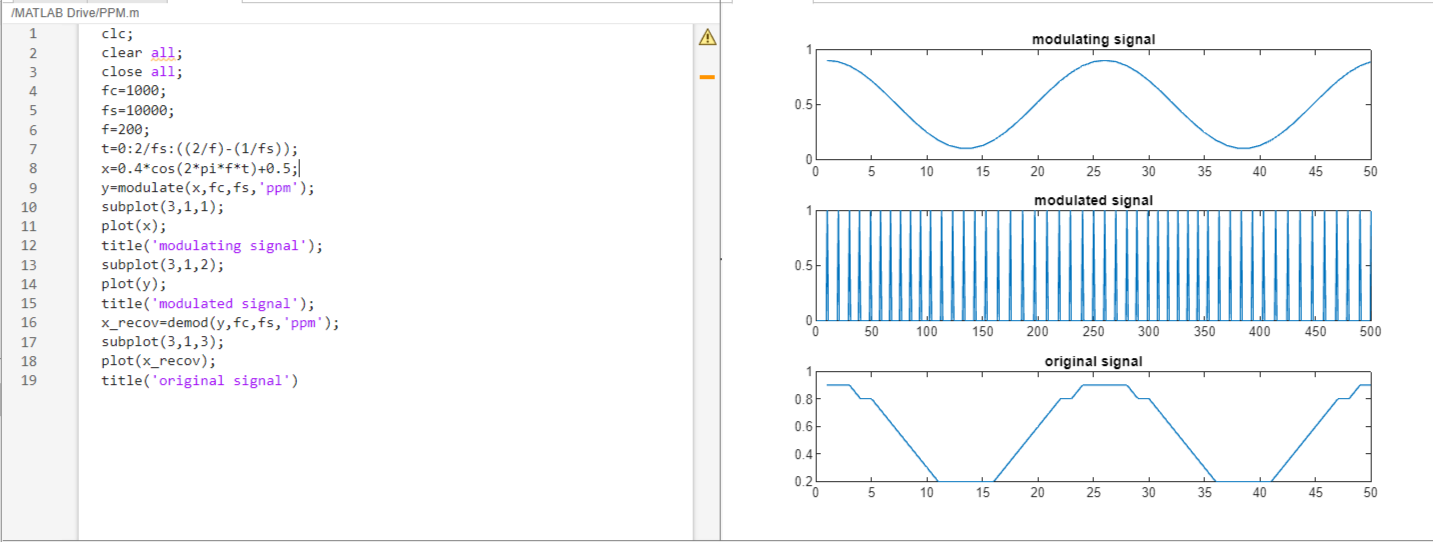 /MATLAB Drive/PPM.m
1 clc;
2 clear all;
3 close all;
4 fc=1000;
5 fs=10000;
6 f=200;
7 t=0:2/fs:((2/f)-(1/fs));
8 x=0.4*cos(2*pi*f*t)+0.5;
9 y=modulate(x,fc,fs,'ppm');
10 subplot(3,1,1);
11 plot(x);
12 title('modulating signal');
13 subplot(3,1,2);
14 plot(y);
15 title('modulated signal');
16 x_recov=demod(y,fc,fs,'ppm');
17 subplot(3,1,3);
18 plot(x_recov);
19 title('original signal')
modulating signal
1
0.5
0
0 5 10 15 20 25 30 35 40 45 50
modulated signal
1
0.5
0
0 50 100 150 200 250 300 350 400 450 500
original signal
1
0.8
0.6
0.4
0.2
0 5 10 15 20 25 30 35 40 45 50